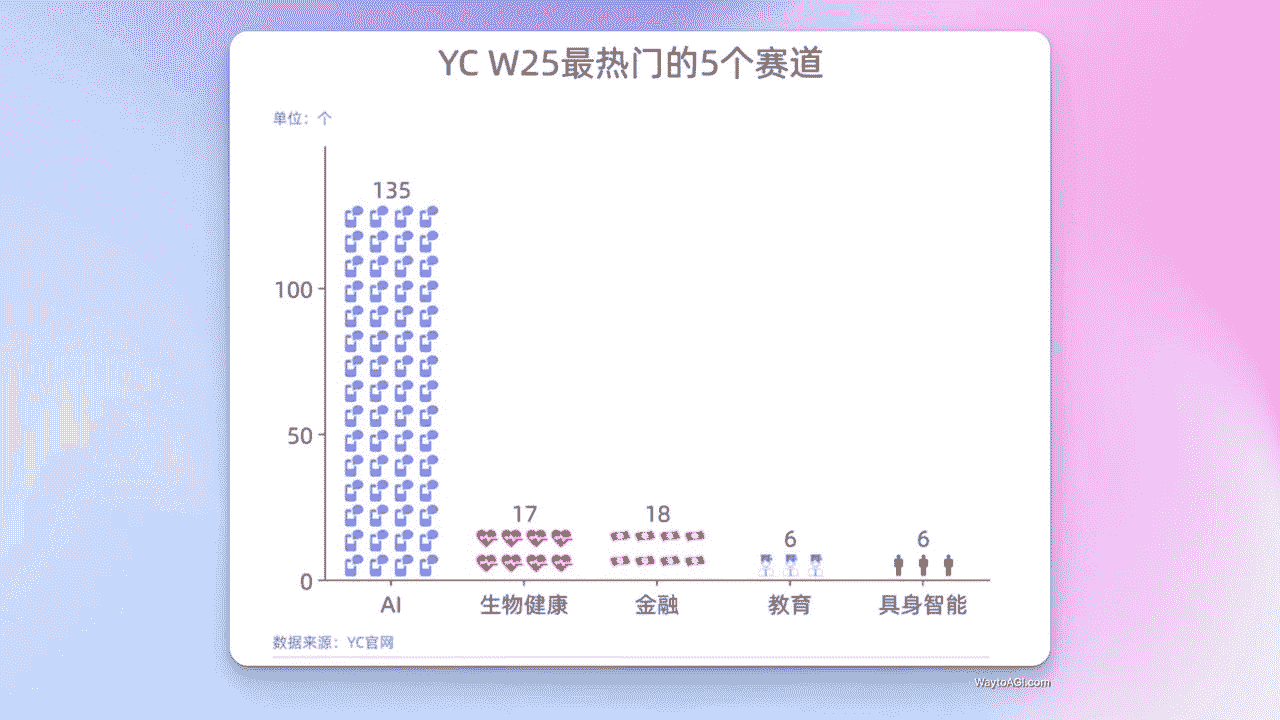 YC W25最热门的5个赛道
单位：个
135
100
50
17
18
6
6
0
AI
生物健康
金融
教育
具身智能
数据来源：YC官网
WaytoAGI.com